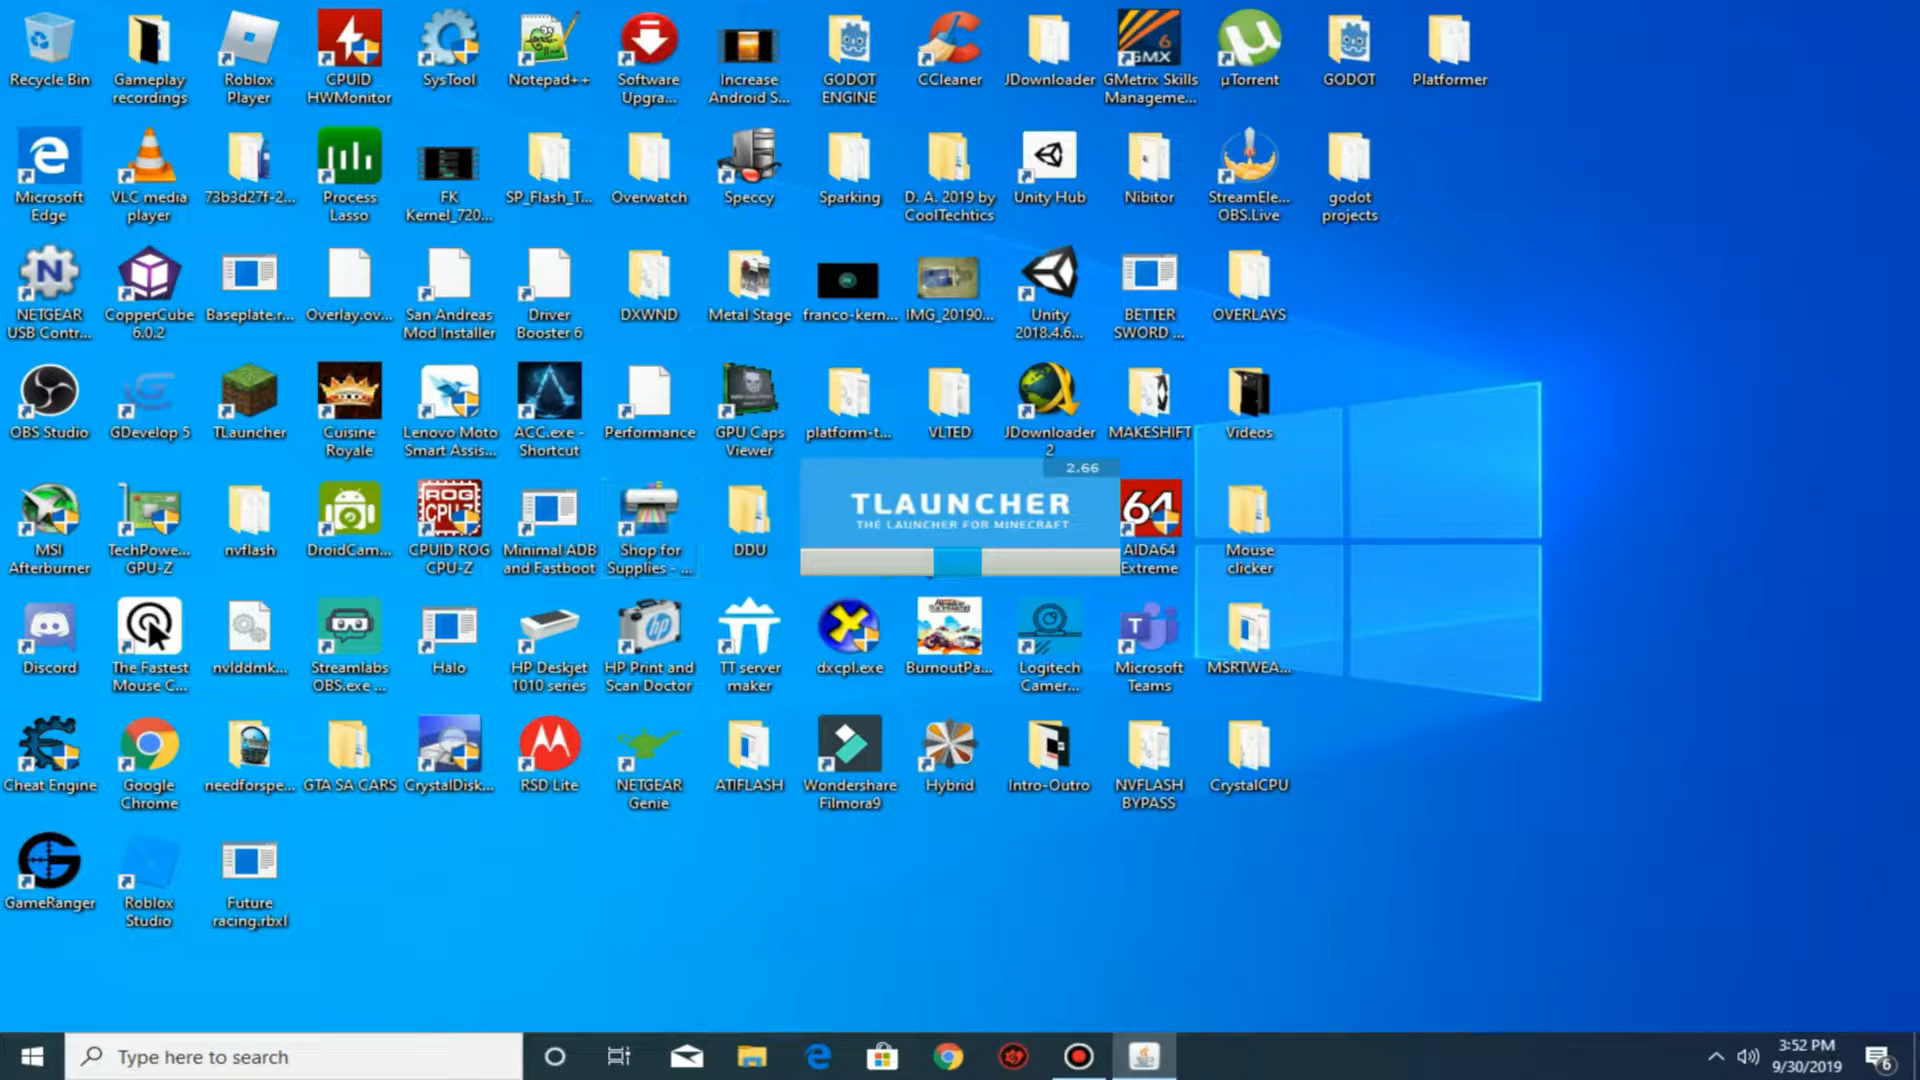 Recycle Bin
Gameplay
recordings
Roblox
Player
CPUID
HWMonitor
SysTool
Notepad++
Software
Upgra...
Increase
Android S...
GODOT
ENGINE
CCleaner
JDownloader
GMX
6
GMetrix Skills
Manageme...
µTorrent
GODOT
Platformer
Microsoft
Edge
VLC media
player
73b3d27f-2...
Process
Lasso
FK
Kernel_720...
SP_Flash_T...
Overwatch
Speccy
Sparking
D. A. 2019 by
CoolTechtics
Unity Hub
Nibitor
StreamEle...
OBS.Live
godot
projects
N
NETGEAR
USB Contr...
CopperCube
6.0.2
Baseplate.r...
Overlay.ov...
San Andreas
Mod Installer
Driver
Booster 6
DXWND
Metal Stage
franco-kern...
IMG_20190...
Unity
2018.4.6...
BETTER
SWORD ...
OVERLAYS
OBS Studio
GDevelop 5
TLauncher
Cuisine
Royale
Lenovo Moto
Smart Assis...
ACC.exe -
Shortcut
Performance
GPU Caps
Viewer
platform-t...
VLTED
JDownloader
2
MAKESHIFT
Videos
2.66
TLAUNCHER
THE LAUNCHER FOR MINECRAFT
MSI
Afterburner
TechPowe...
GPU-Z
nvflash
DroidCam...
ROG
CPU-Z
CPUID ROG
CPU-Z
Minimal ADB
and Fastboot
Shop for
Supplies - ...
DDU
64
AIDA64
Extreme
Mouse
clicker
Discord
The Fastest
Mouse C...
nvlddmk...
Streamlabs
OBS.exe ...
Halo
HP Deskjet
1010 series
hp
HP Print and
Scan Doctor
TT server
maker
dxcpl.exe
BurnoutPa...
Logitech
Camer...
T
Microsoft
Teams
MSRTWEA...
Cheat Engine
Google
Chrome
needforspe...
GTA SA CARS
CrystalDisk...
RSD Lite
NETGEAR
Genie
ATIFLASH
Wondershare
Filmora9
Hybrid
Intro-Outro
NVFLASH
BYPASS
CrystalCPU
GameRanger
Roblox
Studio
Future
racing.rbxl
Type here to search
3:52 PM
9/30/2019
6